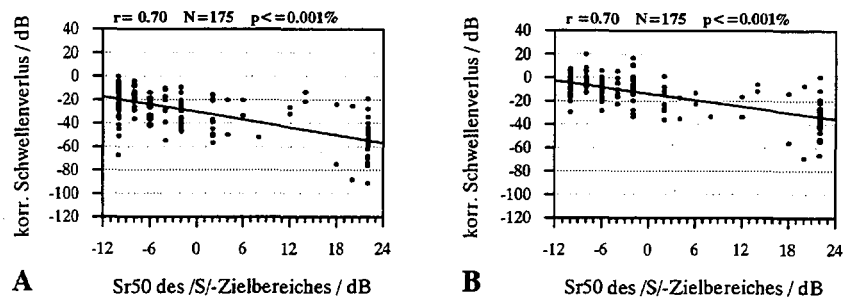 r = 0.70 N=175 p<=0.001%
korr. Schwellenverlus / dB
40
20
0
-20
-40
-60
-80
-100
-120
-12 -6 0 6 12 18 24
A
Sr50 des /S/-Zielbereiches / dB
r = 0.70 N=175 p<=0.001%
korr. Schwellenverlus / dB
40
20
0
-20
-40
-60
-80
-100
-120
-12 -6 0 6 12 18 24
B
Sr50 des /S/-Zielbereiches / dB